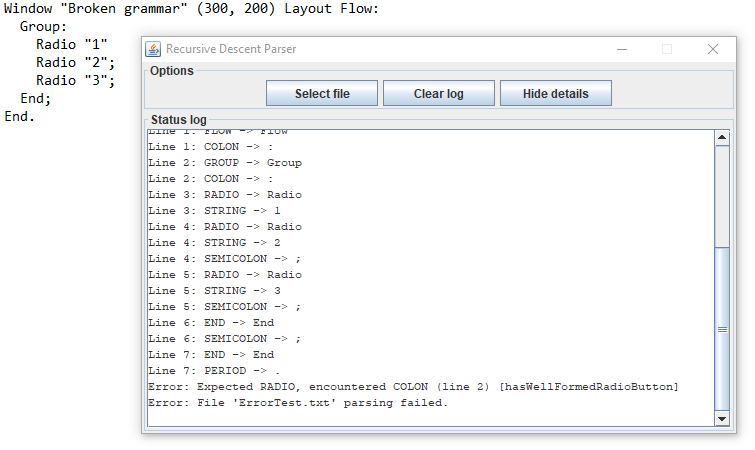 Window "Broken grammar" (300, 200) Layout Flow:
Group:
Radio "1"
Radio "2";
Radio "3";
End;
End.
Recursive Descent Parser
Options
Select file
Clear log
Hide details
Status log
Line 1: FLOW -> Flow
Line 1: COLON -> :
Line 2: GROUP -> Group
Line 2: COLON -> :
Line 3: RADIO -> Radio
Line 3: STRING -> 1
Line 4: RADIO -> Radio
Line 4: STRING -> 2
Line 4: SEMICOLON -> ;
Line 5: RADIO -> Radio
Line 5: STRING -> 3
Line 5: SEMICOLON -> ;
Line 6: END -> End
Line 6: SEMICOLON -> ;
Line 7: END -> End
Line 7: PERIOD -> .
Error: Expected RADIO, encountered COLON (line 2) [hasWellFormedRadioButton]
Error: File 'ErrorTest.txt' parsing failed.